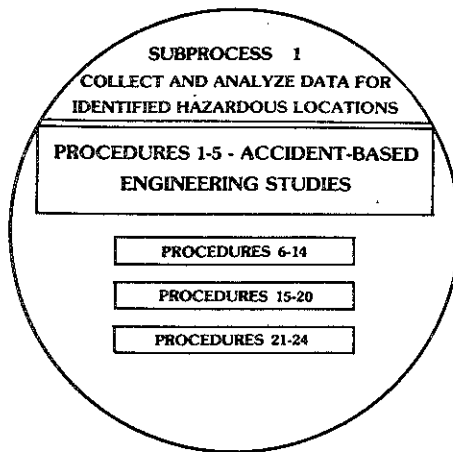 SUBPROCESS 1
COLLECT AND ANALYZE DATA FOR
IDENTIFIED HAZARDOUS LOCATIONS
PROCEDURES 1-5 - ACCIDENT-BASED
ENGINEERING STUDIES
PROCEDURES 6-14
PROCEDURES 15-20
PROCEDURES 21-24